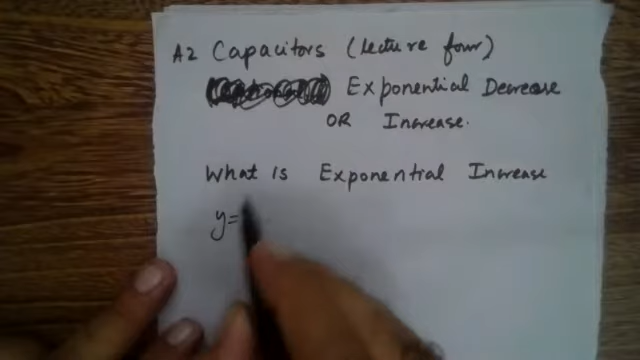 A2 Capacitors (lecture four)
Exponential Decrease
OR Increase.
What is Exponential Increase
y=